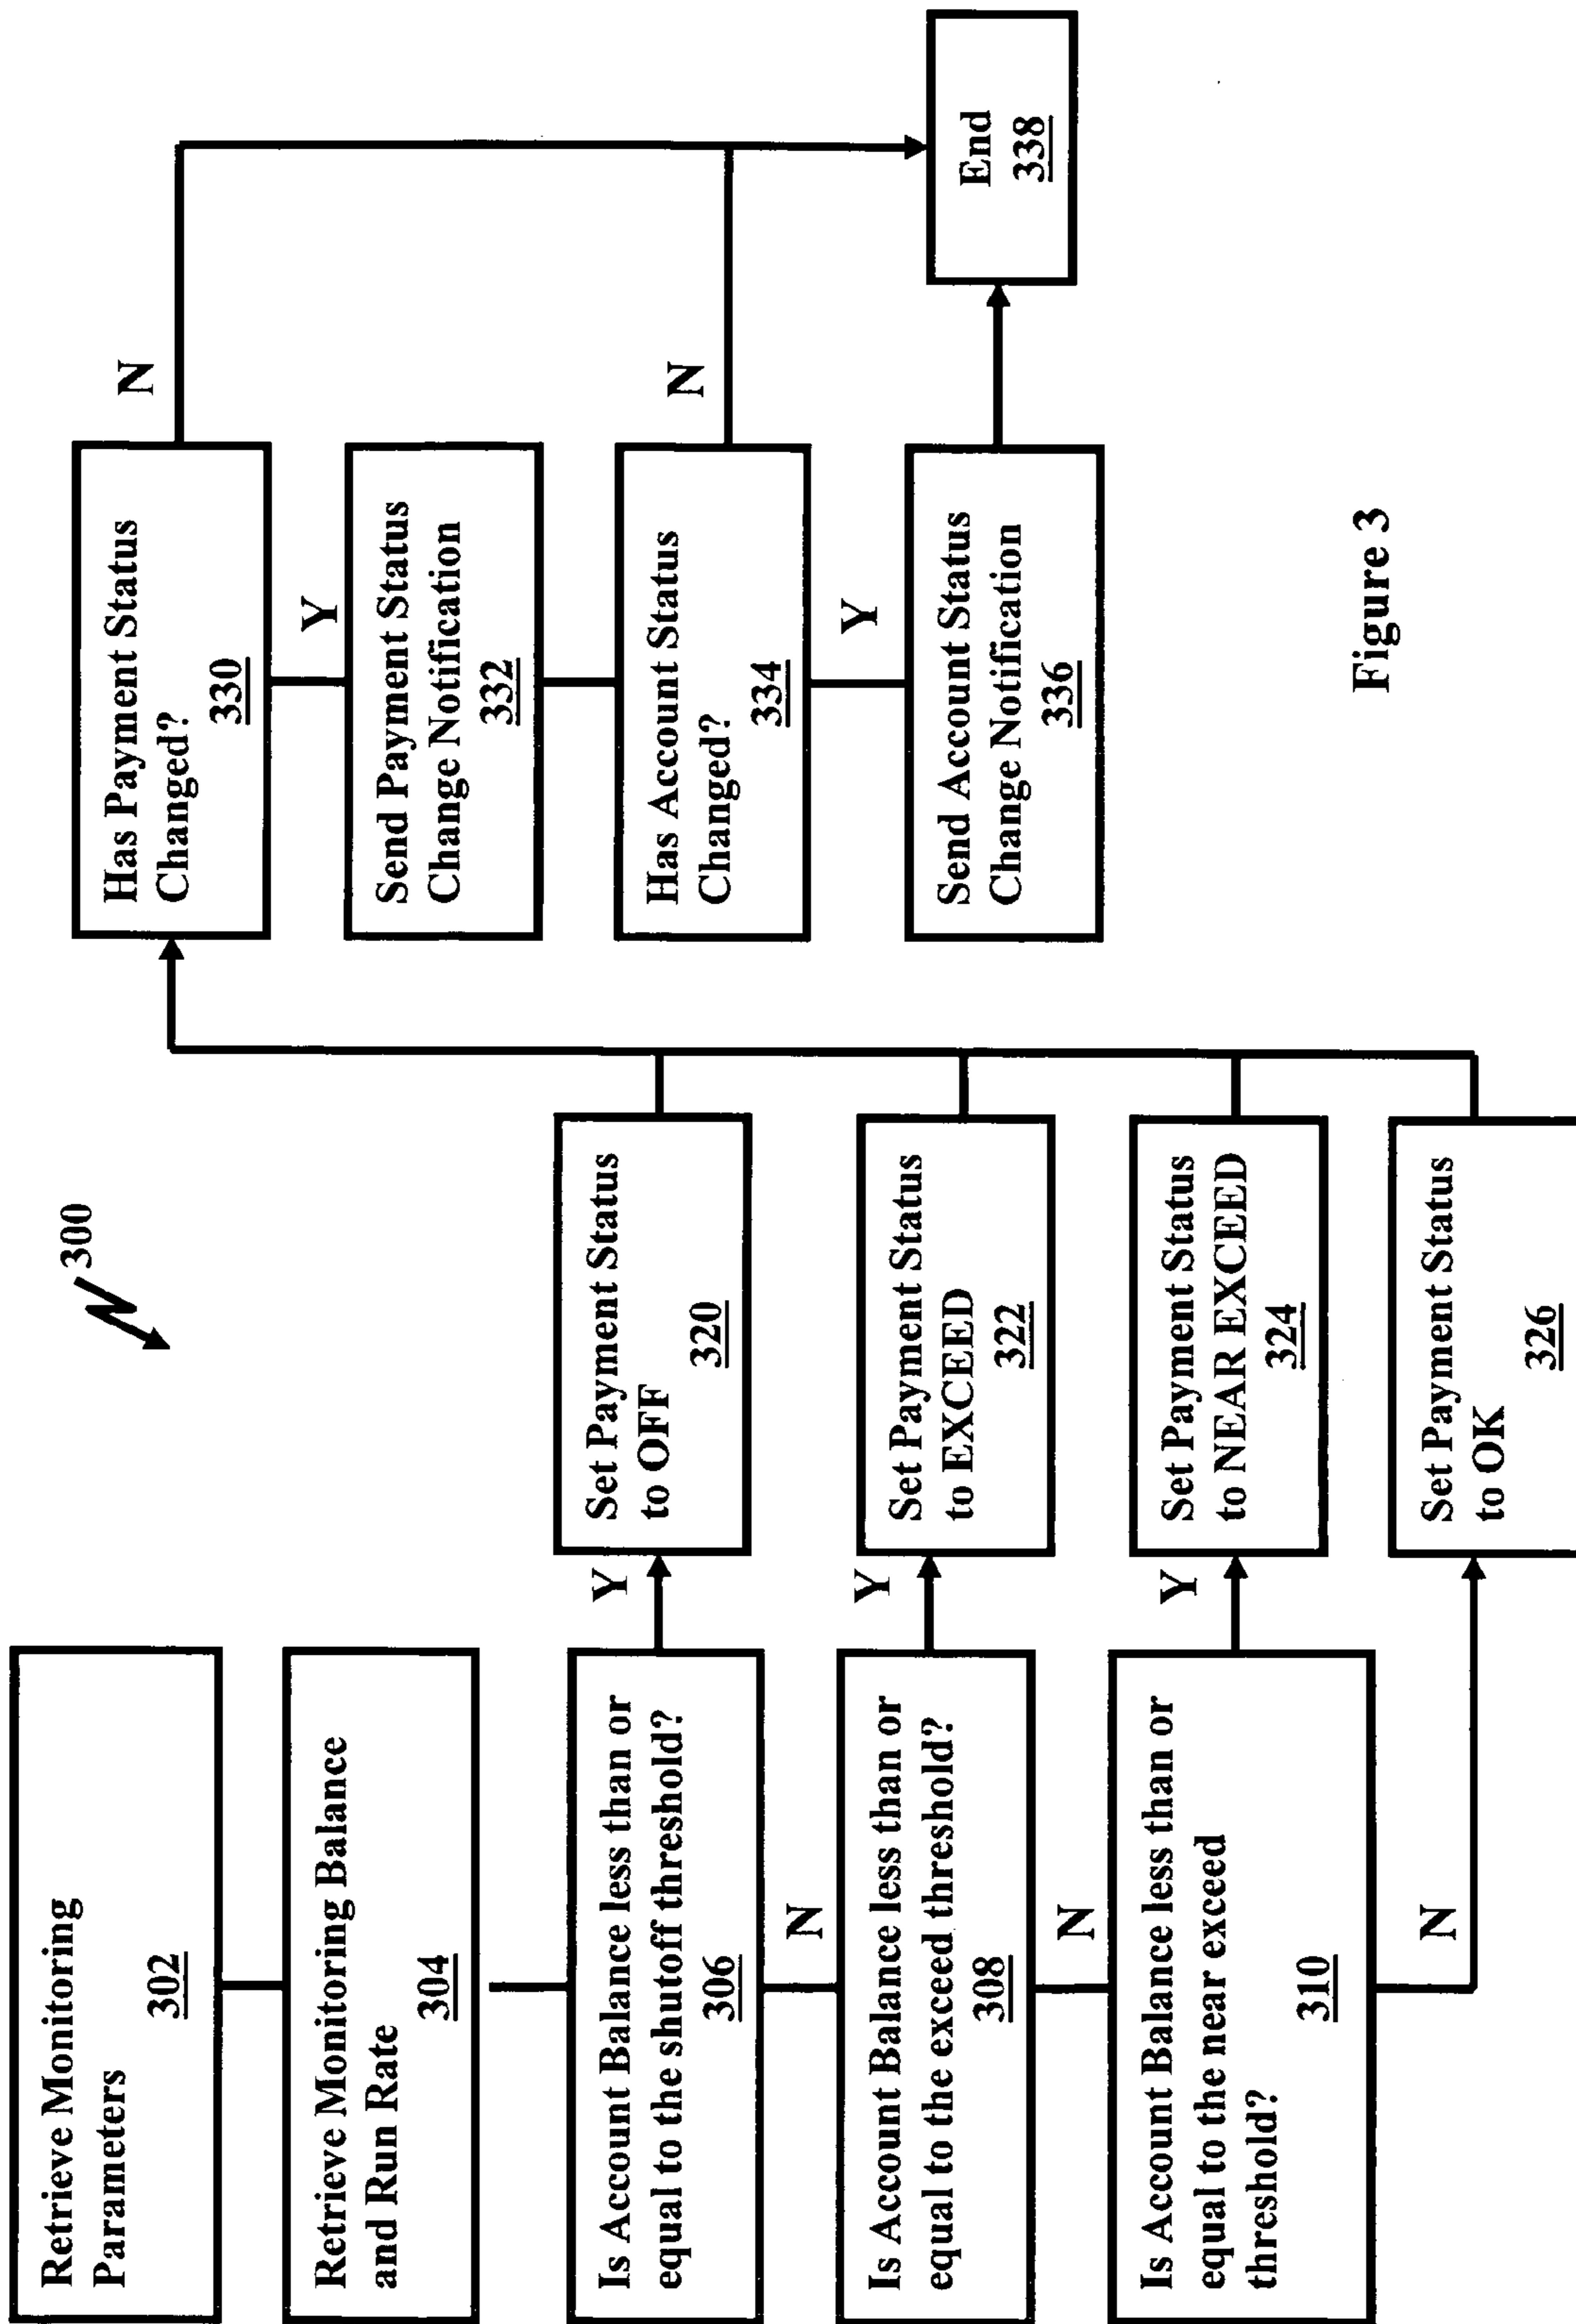 300
Retrieve Monitoring
Parameters
302
Retrieve Monitoring Balance
and Run Rate
304
Is Account Balance less than or
equal to the shutoff threshold?
306
Y
N
Is Account Balance less than or
equal to the exceed threshold?
308
Y
N
Is Account Balance less than or
equal to the near exceed
threshold?
310
Y
N
Set Payment Status
to OFF
320
Set Payment Status
to EXCEED
322
Set Payment Status
to NEAR EXCEED
324
Set Payment Status
to OK
326
Has Payment Status
Changed?
330
N
Y
Send Payment Status
Change Notification
332
Has Account Status
Changed?
334
N
Y
Send Account Status
Change Notification
336
End
338
Figure 3